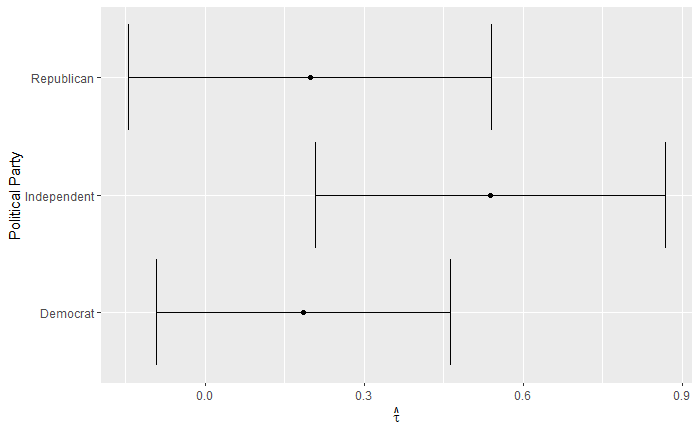 Political Party
Republican
Independent
Democrat
0.0 0.3 0.6 0.9
τ̂